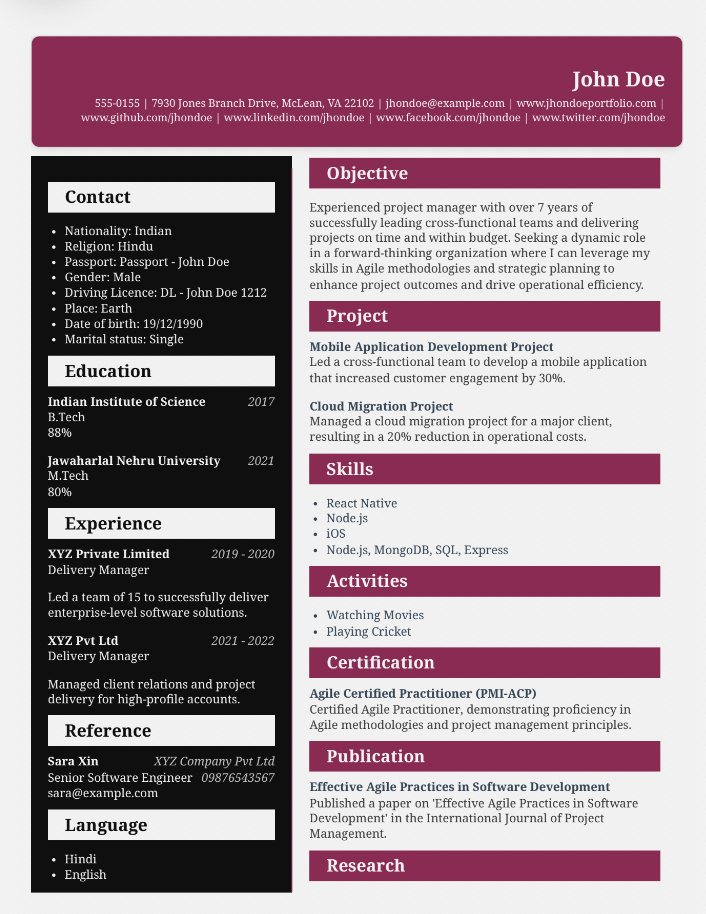 John Doe
555-0155 | 7930 Jones Branch Drive, McLean, VA 22102 | jhondoe@example.com | www.jhondoeportfolio.com |
www.github.com/jhondoe | www.linkedin.com/jhondoe | www.facebook.com/jhondoe | www.twitter.com/jhondoe
Contact
• Nationality: Indian
• Religion: Hindu
• Passport: Passport - John Doe
• Gender: Male
• Driving Licence: DL - John Doe 1212
• Place: Earth
• Date of birth: 19/12/1990
• Marital status: Single
Education
Indian Institute of Science 2017
B.Tech
88%
Jawaharlal Nehru University 2021
M.Tech
80%
Experience
XYZ Private Limited 2019 - 2020
Delivery Manager
Led a team of 15 to successfully deliver
enterprise-level software solutions.
XYZ Pvt Ltd 2021 - 2022
Delivery Manager
Managed client relations and project
delivery for high-profile accounts.
Reference
Sara Xin XYZ Company Pvt Ltd
Senior Software Engineer 09876543567
sara@example.com
Language
• Hindi
• English
Objective
Experienced project manager with over 7 years of
successfully leading cross-functional teams and delivering
projects on time and within budget. Seeking a dynamic role
in a forward-thinking organization where I can leverage my
skills in Agile methodologies and strategic planning to
enhance project outcomes and drive operational efficiency.
Project
Mobile Application Development Project
Led a cross-functional team to develop a mobile application
that increased customer engagement by 30%.
Cloud Migration Project
Managed a cloud migration project for a major client,
resulting in a 20% reduction in operational costs.
Skills
• React Native
• Node.js
• iOS
• Node.js, MongoDB, SQL, Express
Activities
• Watching Movies
• Playing Cricket
Certification
Agile Certified Practitioner (PMI-ACP)
Certified Agile Practitioner, demonstrating proficiency in
Agile methodologies and project management principles.
Publication
Effective Agile Practices in Software Development
Published a paper on 'Effective Agile Practices in Software
Development' in the International Journal of Project
Management.
Research